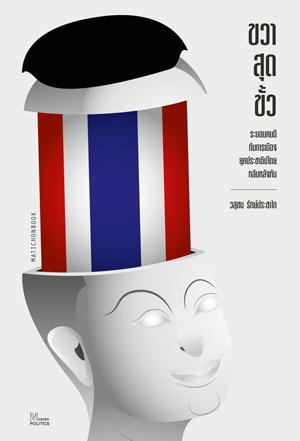 ขวา
สุด
ขั้ว
ระบอบคนดี
กับการเมือง
ยุคประชาธิปไตย
กลับหลังหัน
วสุชน รักษ์ประชาไท
MATICHONBOOK
MODERN
POLITICS